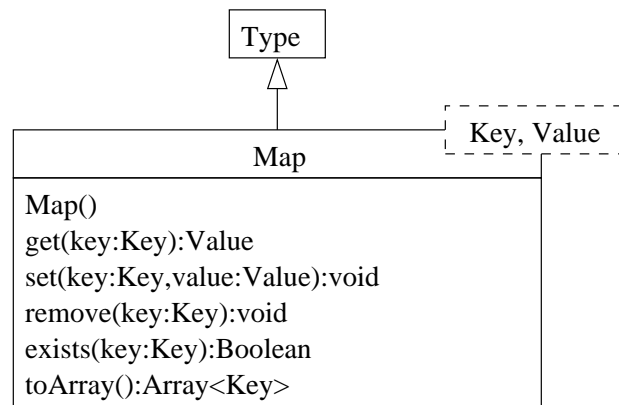 Type
Key, Value
Map
Map()
get(key:Key):Value
set(key:Key,value:Value):void
remove(key:Key):void
exists(key:Key):Boolean
toArray():Array<Key>